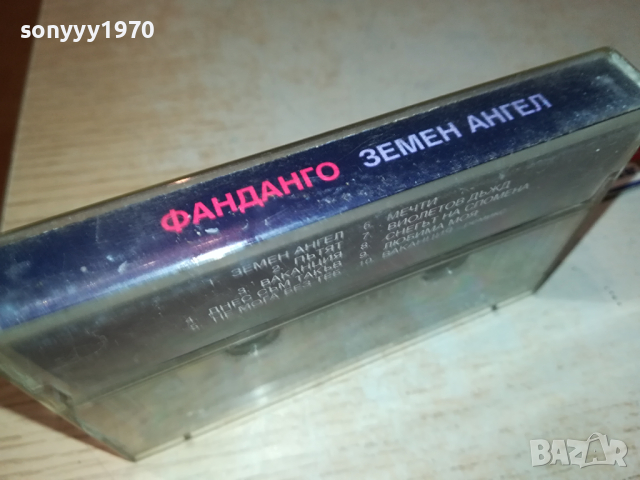 sonyyy1970
ФАНДАНГО ЗЕМЕН АНГЕЛ
1. ЗЕМЕН АНГЕЛ
2. ПЪТЯТ
3. ВАКАНЦИЯ
4. ДНЕС СЪМ ТАКЪВ
5. НЕ МОГА БЕЗ ТЕБ
6. МЕЧТИ
7. ВИОЛЕТОВ ДЪЖД
8. СНЕГЪТ НА СПОМЕНА
9. ЛЮБИМА МОЯ
10. ВАКАНЦИЯ
BAZAR